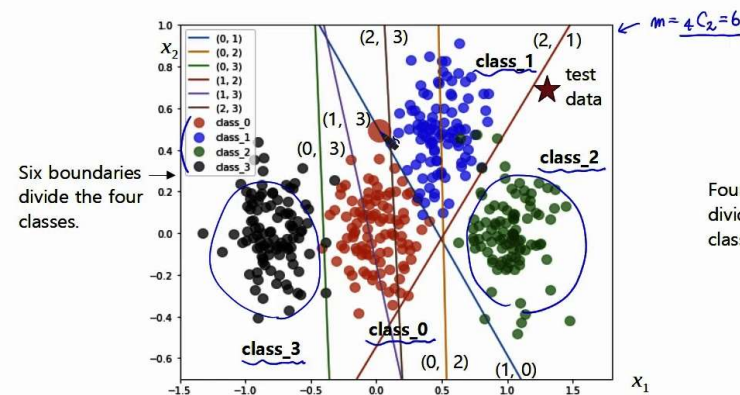 m = 4C2 = 6
x2
1.0
0.8
0.6
0.4
0.2
0.0
−0.2
−0.4
−0.6
(0, 1)
(0, 2)
(0, 3)
(1, 2)
(1, 3)
(2, 3)
class_0
class_1
class_2
class_3
(2, 3)
(2, 1)
class_1
test
data
(1, 3)
(0, 3)
class_2
Six boundaries
divide the four
classes.
Four
class_0
class_3
(0, 2)
(1, 0)
x1
−1.5
−1.0
−0.5
0.0
0.5
1.0
1.5